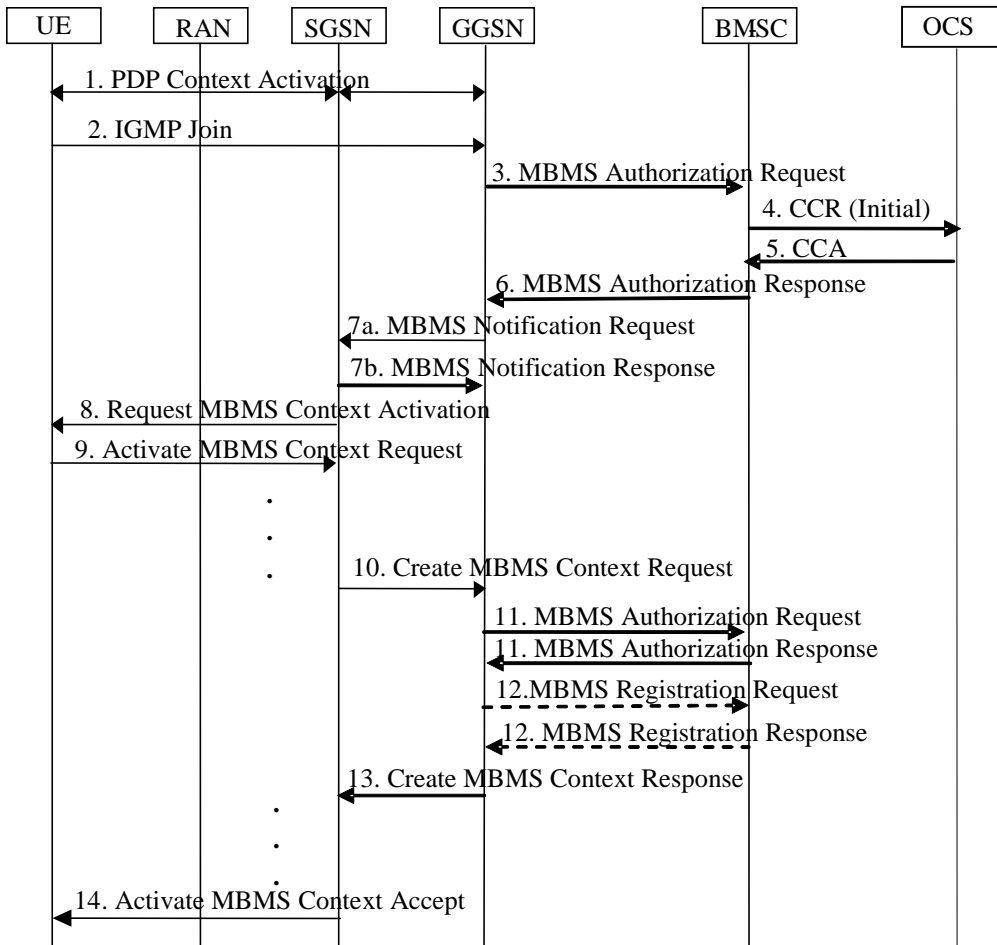 UE RAN SGSN GGSN BMSC OCS
1. PDP Context Activation
2. IGMP Join
3. MBMS Authorization Request
4. CCR (Initial)
5. CCA
6. MBMS Authorization Response
7a. MBMS Notification Request
7b. MBMS Notification Response
8. Request MBMS Context Activation
9. Activate MBMS Context Request
10. Create MBMS Context Request
11. MBMS Authorization Request
11. MBMS Authorization Response
12.MBMS Registration Request
12. MBMS Registration Response
13. Create MBMS Context Response
14. Activate MBMS Context Accept